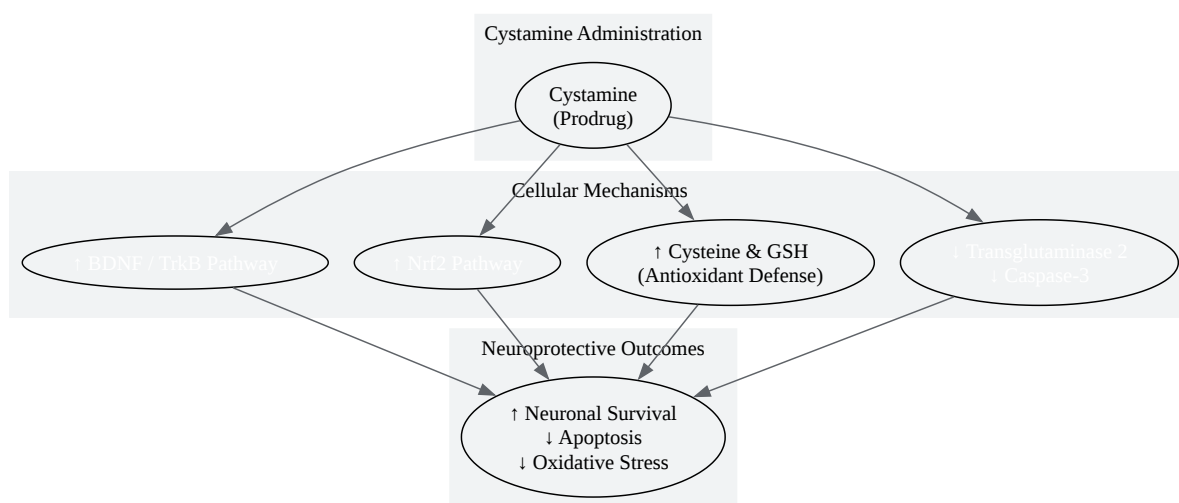 Cystamine Administration
Cystamine
(Prodrug)
Cellular Mechanisms
↑ BDNF / TrkB Pathway
↑ Nrf2 Pathway
↑ Cysteine & GSH
(Antioxidant Defense)
↓ Transglutaminase 2
↓ Caspase-3
Neuroprotective Outcomes
↑ Neuronal Survival
↓ Apoptosis
↓ Oxidative Stress